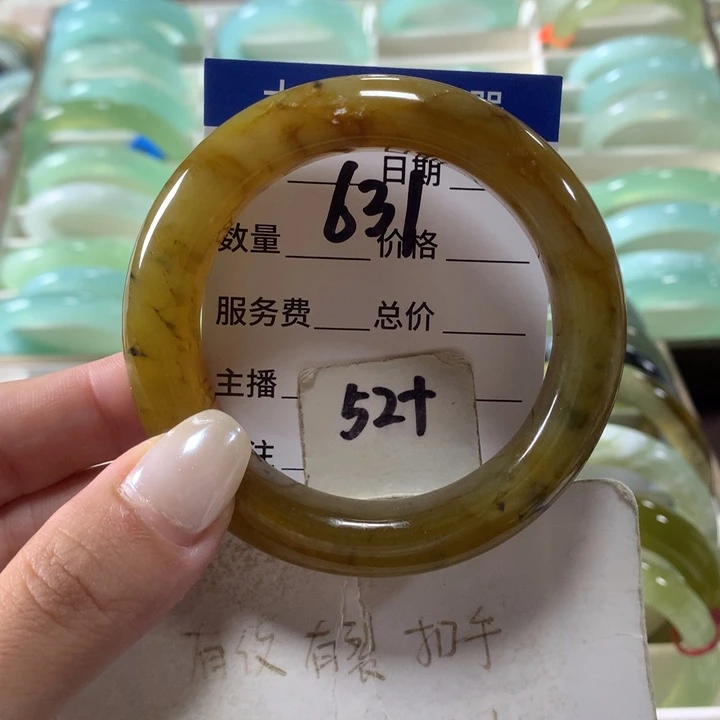 631 日期
数量 价格
服务费 总价
主播
52+
注
有纹 有裂 扣手